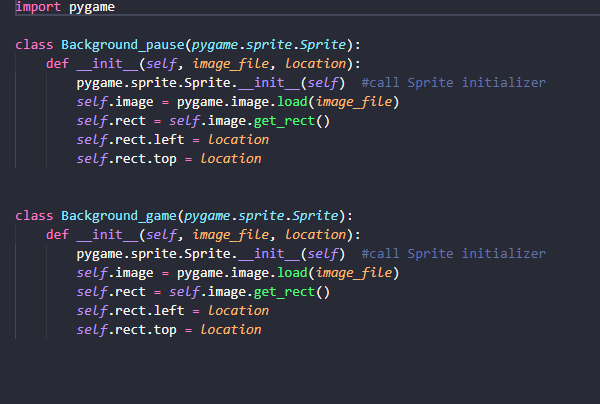 import pygame
class Background_pause(pygame.sprite.Sprite):
def __init__(self, image_file, location):
pygame.sprite.Sprite.__init__(self)  #call Sprite initializer
self.image = pygame.image.load(image_file)
self.rect = self.image.get_rect()
self.rect.left = location
self.rect.top = location
class Background_game(pygame.sprite.Sprite):
def __init__(self, image_file, location):
pygame.sprite.Sprite.__init__(self)  #call Sprite initializer
self.image = pygame.image.load(image_file)
self.rect = self.image.get_rect()
self.rect.left = location
self.rect.top = location